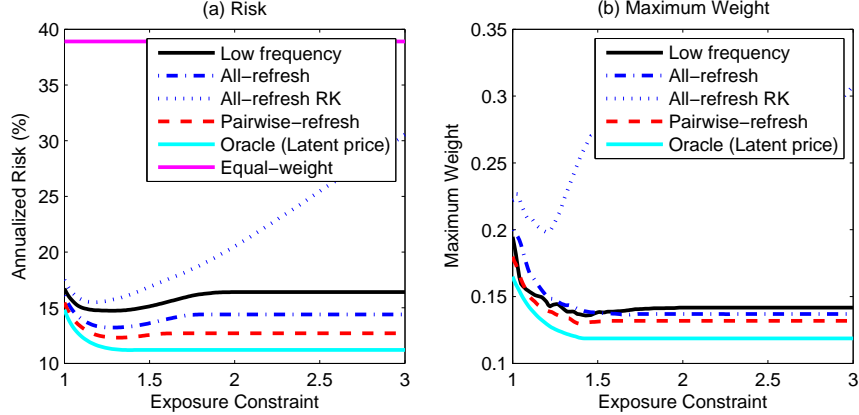 (a) Risk
40
35
30
25
20
15
10
Annualized Risk (%)
Low frequency
All−refresh
All−refresh RK
Pairwise−refresh
Oracle (Latent price)
Equal−weight
1
1.5
2
2.5
3
Exposure Constraint
(b) Maximum Weight
0.35
0.3
0.25
0.2
0.15
0.1
Maximum Weight
Low frequency
All−refresh
All−refresh RK
Pairwise−refresh
Oracle (Latent price)
1
1.5
2
2.5
3
Exposure Constraint